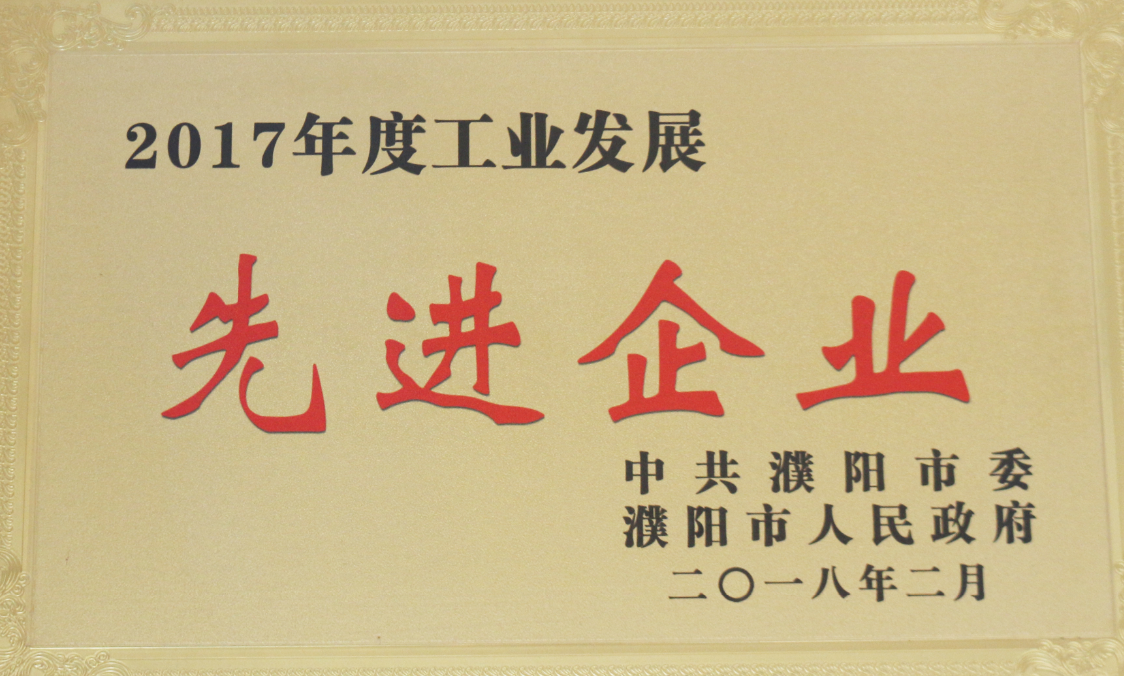 2017年度工业发展
先进企业
中共濮阳市委
濮阳市人民政府
二〇一八年二月